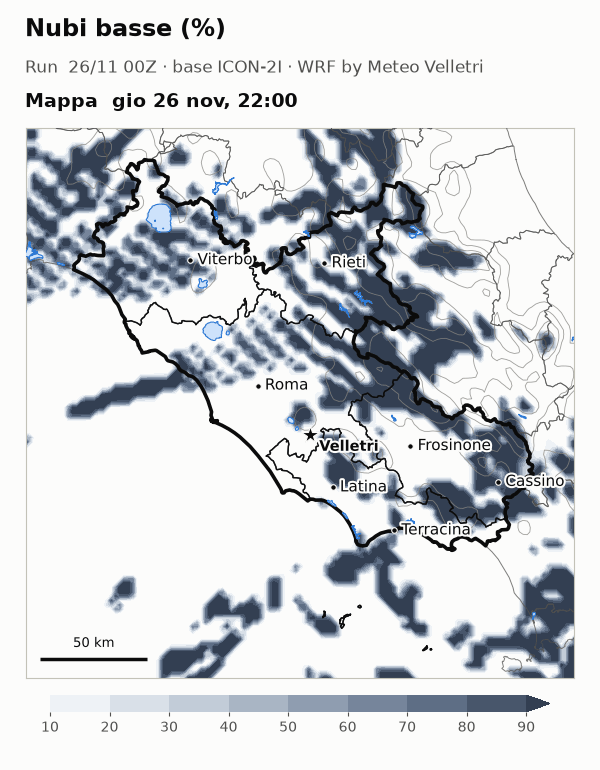 Nubi basse (%)
Run  26/11 00Z · base ICON-2I · WRF by Meteo Velletri
Mappa  gio 26 nov, 22:00
Viterbo
Rieti
Roma
Velletri
Frosinone
Latina
Cassino
Terracina
50 km
10 20 30 40 50 60 70 80 90